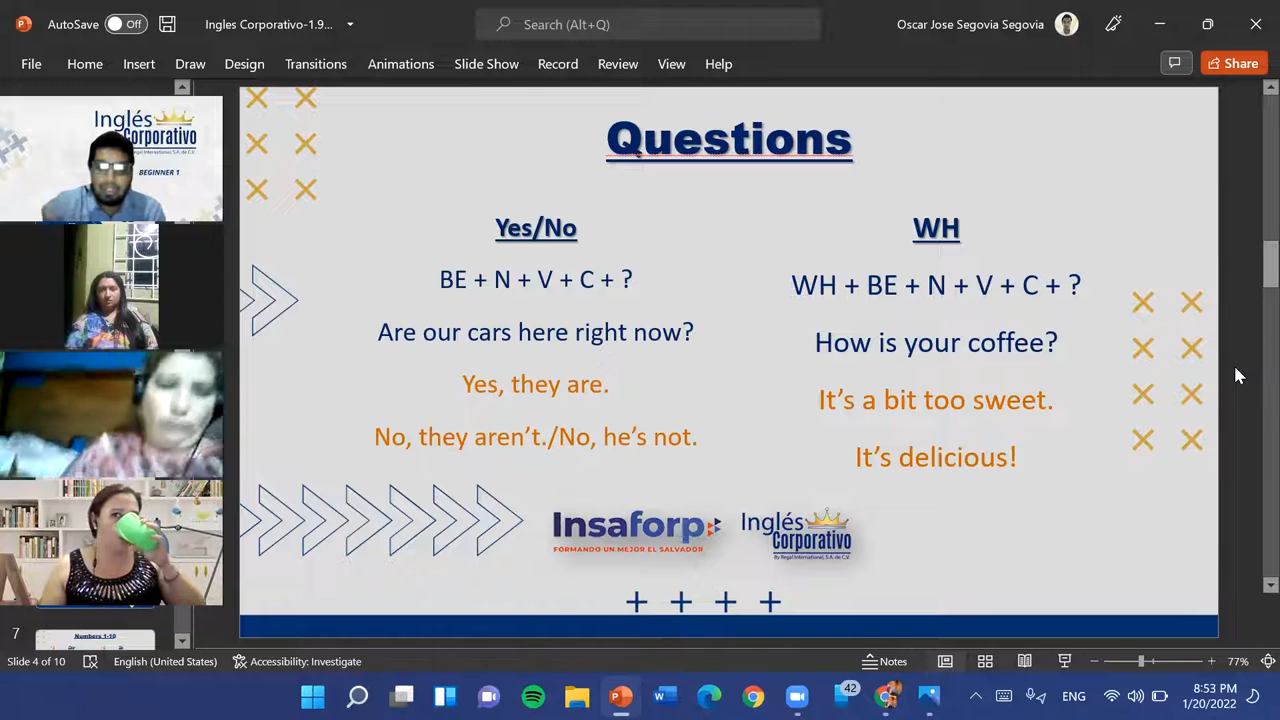 AutoSave Off Ingles Corporativo-1.9... Search (Alt+Q) Oscar Jose Segovia Segovia
File Home Insert Draw Design Transitions Animations Slide Show Record Review View Help Share
Inglés
Corporativo
BEGINNER 1
Questions
Yes/No
BE + N + V + C + ?
Are our cars here right now?
Yes, they are.
No, they aren't./No, he's not.
WH
WH + BE + N + V + C + ?
How is your coffee?
It's a bit too sweet.
It's delicious!
Insaforp
FORMANDO UN MEJOR EL SALVADOR
Inglés
Corporativo
By Regal International, S.A. de C.V.
7
Numbers 1-10
Slide 4 of 10 English (United States) Accessibility: Investigate Notes 77%
42 ENG 8:53 PM
1/20/2022